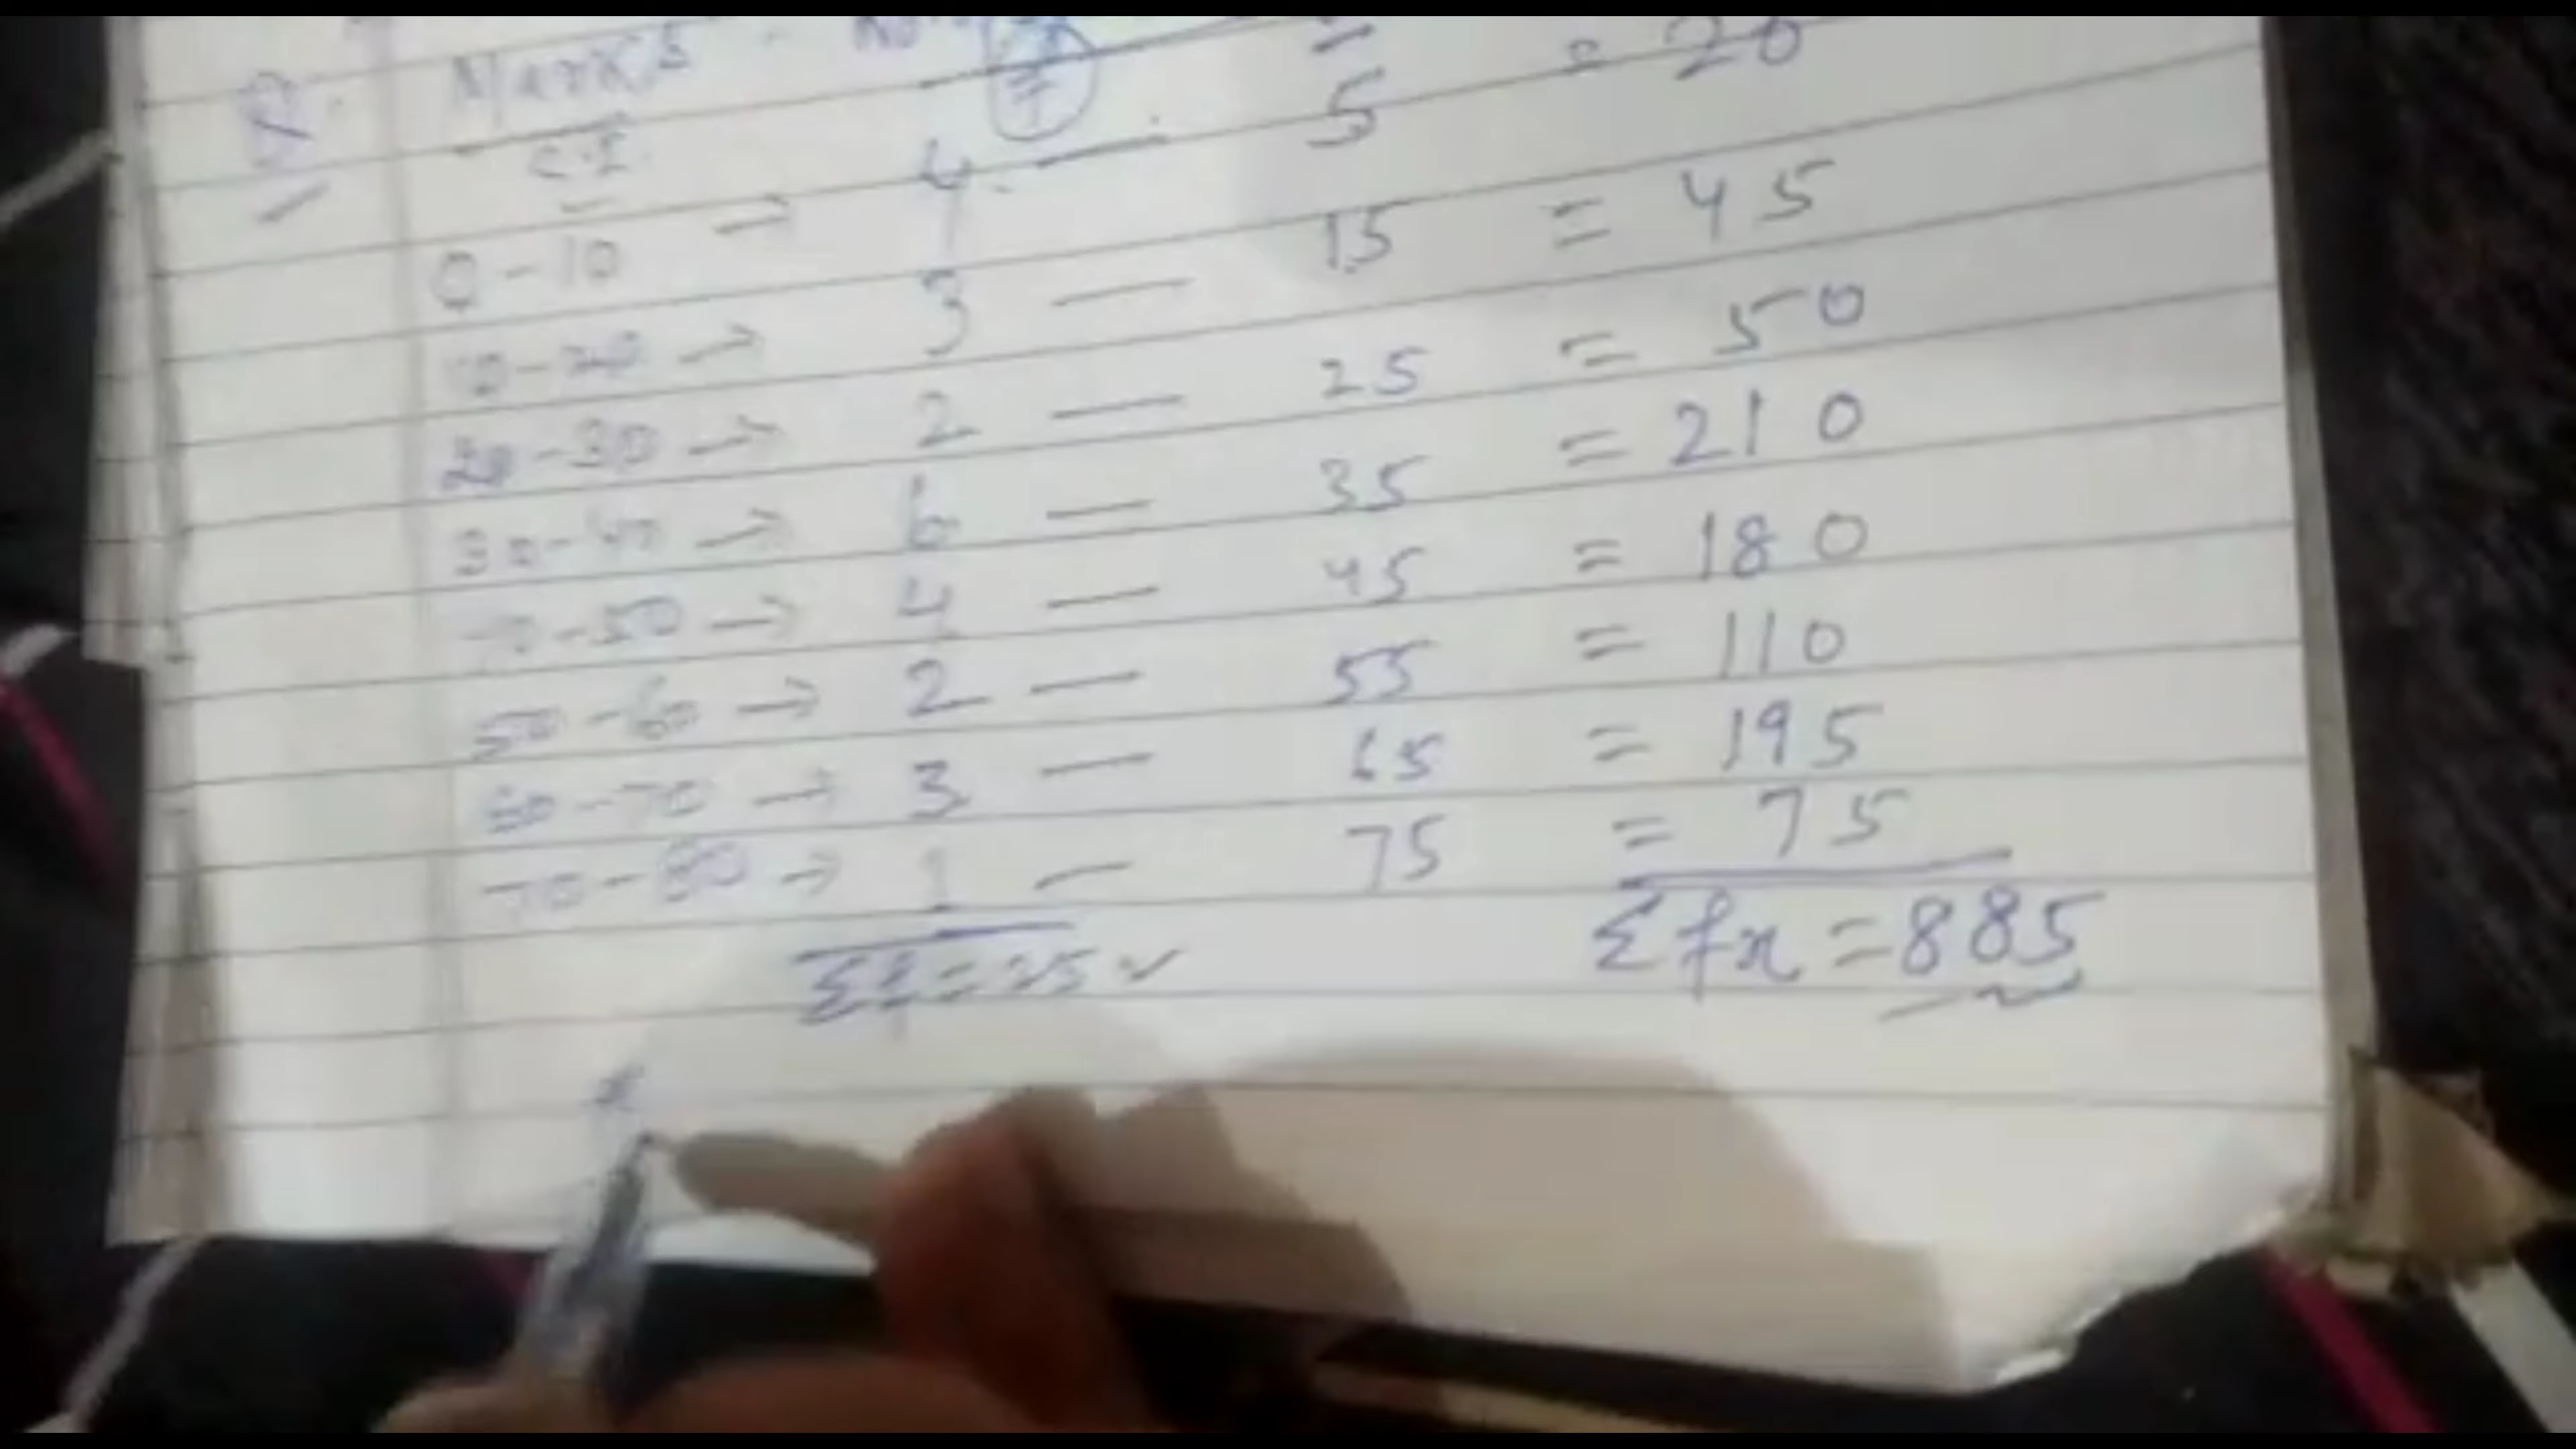 Q. Marks f = = 20
C.I
0-10 → 4 — 5
10-20 → 3 — 15 = 45
20-30 → 2 — 25 = 50
30-40 → 6 — 35 = 210
40-50 → 4 — 45 = 180
50-60 → 2 — 55 = 110
60-70 → 3 — 65 = 195
70-80 → 1 — 75 = 75
Σf = 25 ✓ Σfx = 885